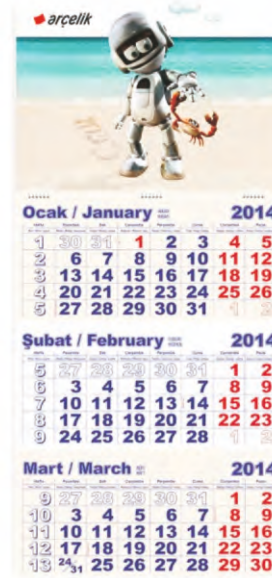 arçelik
Ocak / January 2014
1 30 31 1 2 3 4 5
2 6 7 8 9 10 11 12
3 13 14 15 16 17 18 19
4 20 21 22 23 24 25 26
5 27 28 29 30 31 1 2
Şubat / February 2014
5 27 28 29 30 31 1 2
6 3 4 5 6 7 8 9
7 10 11 12 13 14 15 16
8 17 18 19 20 21 22 23
9 24 25 26 27 28 1 2
Mart / March 2014
9 27 28 29 30 31 1 2
10 3 4 5 6 7 8 9
11 10 11 12 13 14 15 16
12 17 18 19 20 21 22 23
13 24/31 25 26 27 28 29 30